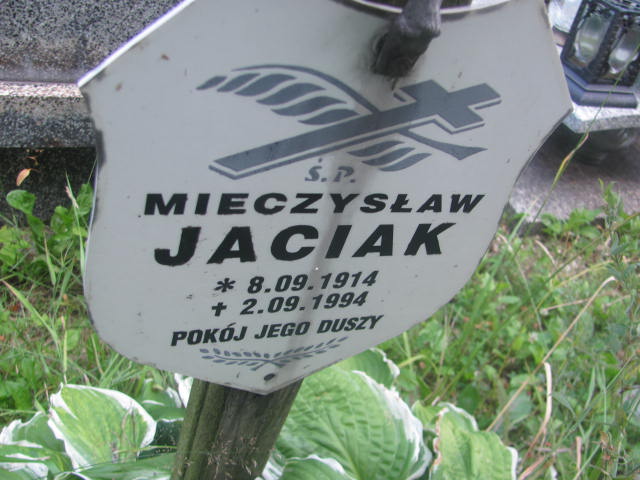 Ś.P.
MIECZYSŁAW
JACIAK
* 8.09.1914
✝ 2.09.1994
POKÓJ JEGO DUSZY